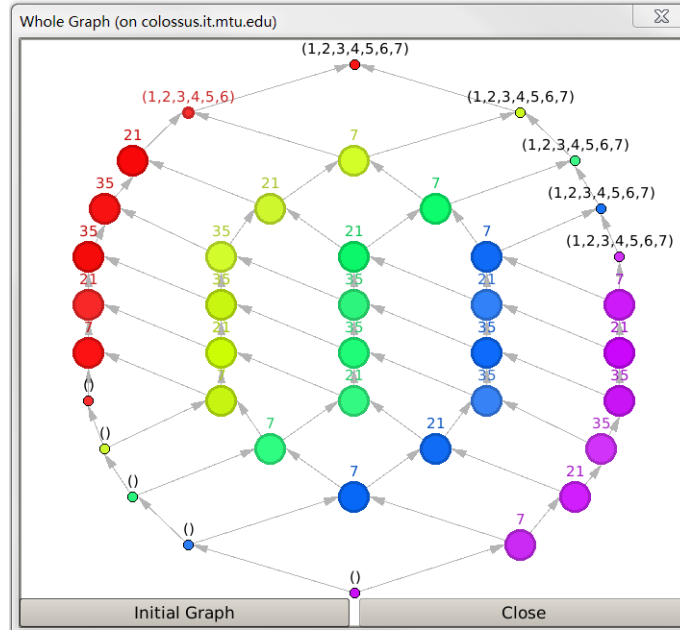 Whole Graph (on colossus.it.mtu.edu)
(1,2,3,4,5,6,7)
(1,2,3,4,5,6) (1,2,3,4,5,6,7)
21 7
(1,2,3,4,5,6,7)
35 21 7
(1,2,3,4,5,6,7)
35 35 21 7
(1,2,3,4,5,6,7)
21 35 35 21 7
7 21 35 35 21
() 21 35 35
() 7 21 35
() 7 21
() 7
()
Initial Graph Close